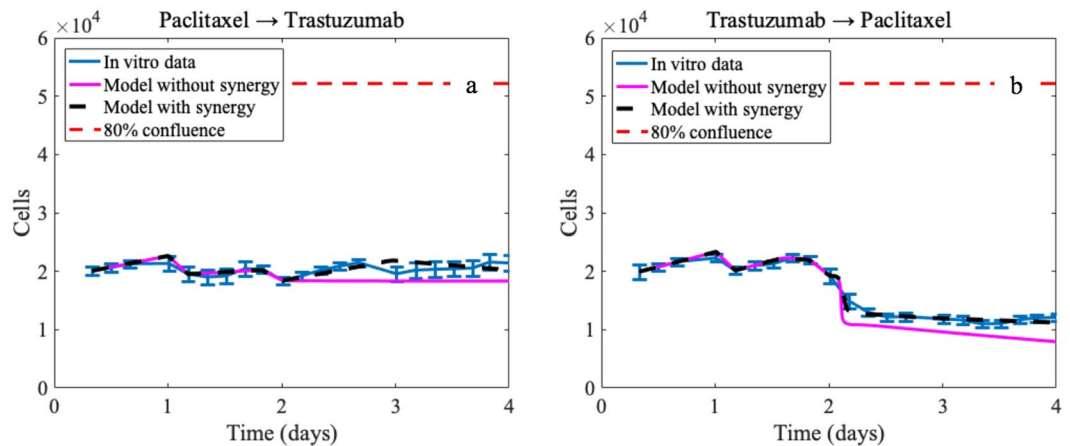 Paclitaxel → Trastuzumab
×10⁴
6
5
4
3
2
1
0
Cells
0 1 2 3 4
Time (days)
In vitro data
Model without synergy
Model with synergy
80% confluence
a
Trastuzumab → Paclitaxel
×10⁴
6
5
4
3
2
1
0
Cells
0 1 2 3 4
Time (days)
In vitro data
Model without synergy
Model with synergy
80% confluence
b